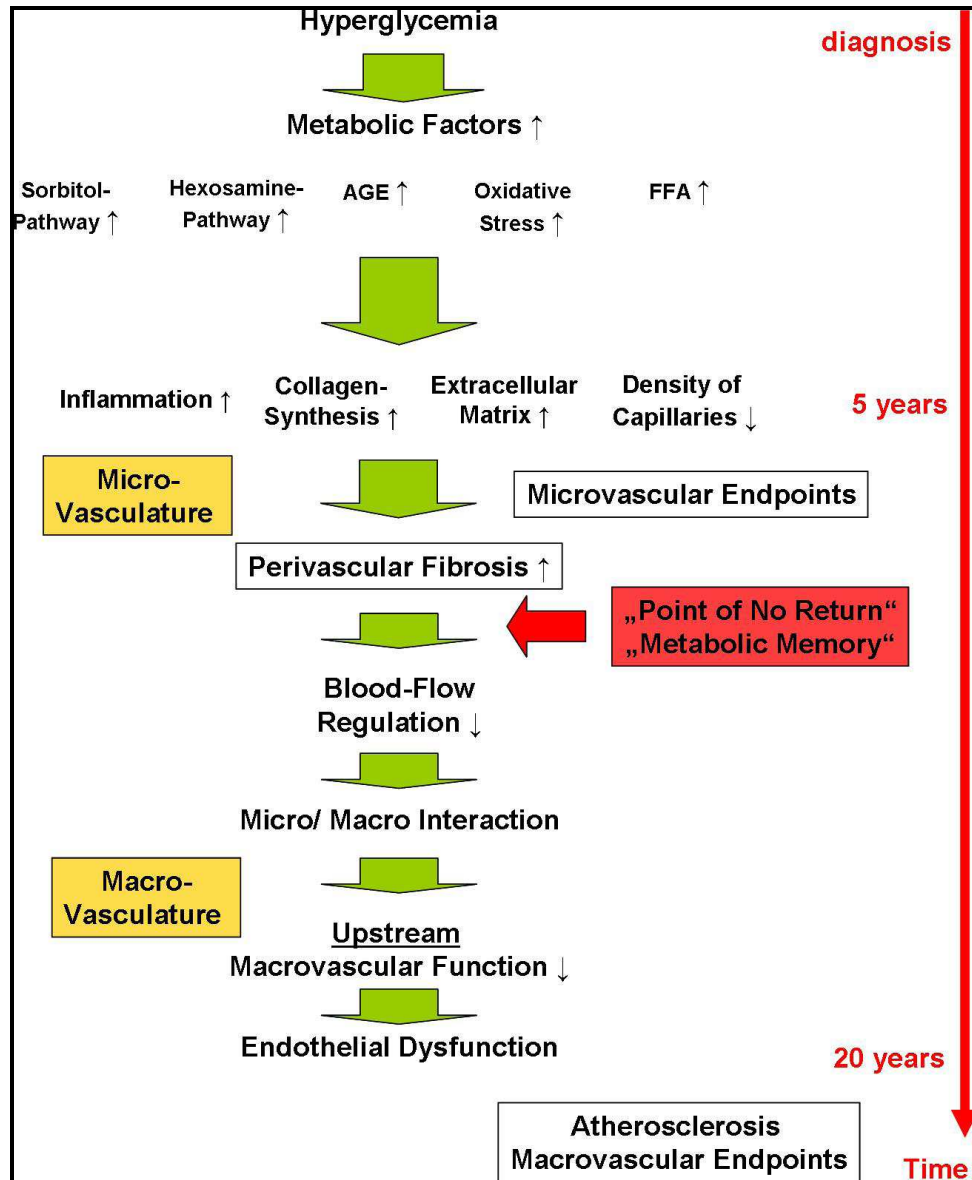 Hyperglycemia
diagnosis
Metabolic Factors ↑
Sorbitol-
Pathway ↑
Hexosamine-
Pathway ↑
AGE ↑
Oxidative
Stress ↑
FFA ↑
Inflammation ↑
Collagen-
Synthesis ↑
Extracellular
Matrix ↑
Density of
Capillaries ↓
5 years
Micro-
Vasculature
Microvascular Endpoints
Perivascular Fibrosis ↑
„Point of No Return“
„Metabolic Memory“
Blood-Flow
Regulation ↓
Micro/ Macro Interaction
Macro-
Vasculature
Upstream
Macrovascular Function ↓
Endothelial Dysfunction
20 years
Atherosclerosis
Macrovascular Endpoints
Time